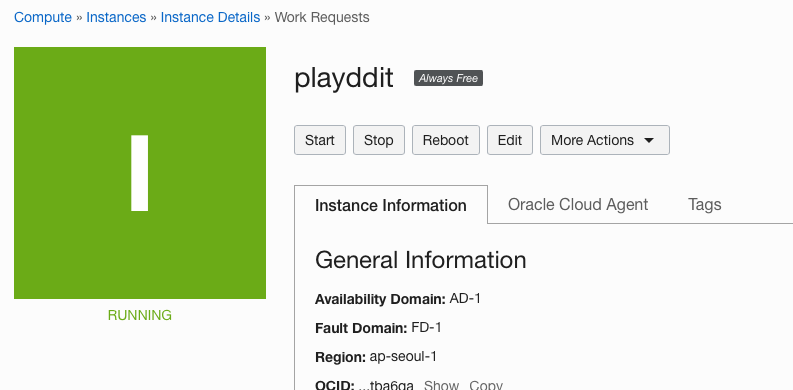 Compute » Instances » Instance Details » Work Requests
I
RUNNING
playddit Always Free
Start Stop Reboot Edit More Actions
Instance Information Oracle Cloud Agent Tags
General Information
Availability Domain: AD-1
Fault Domain: FD-1
Region: ap-seoul-1
OCID: ...tba6ga Show Copy